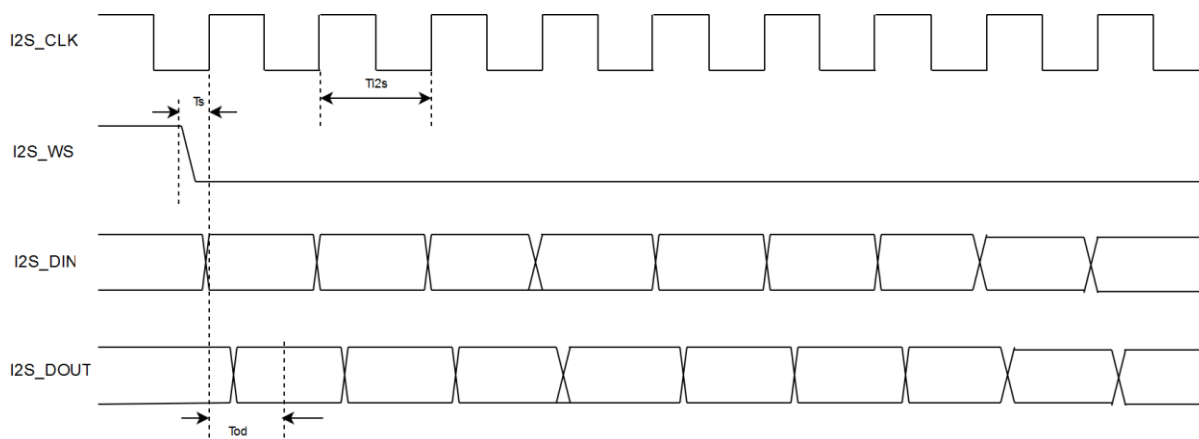 I2S_CLK
Ts
TI2s
I2S_WS
I2S_DIN
I2S_DOUT
Tod